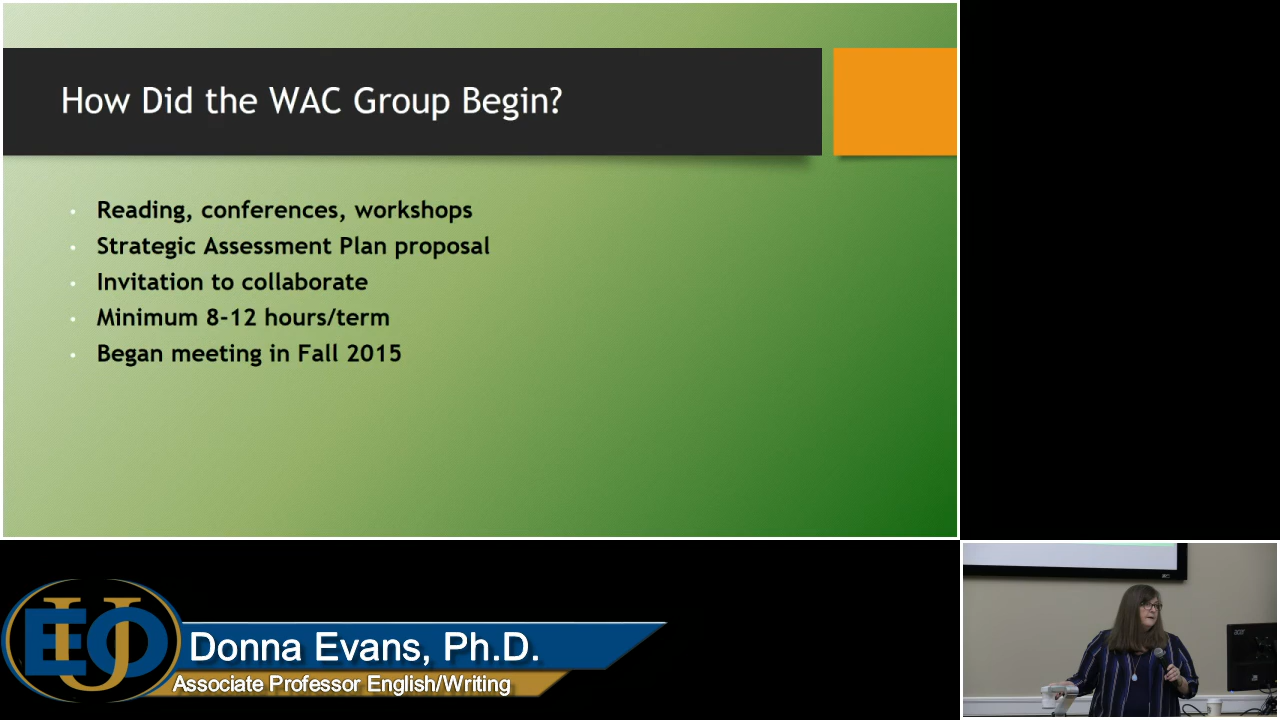 How Did the WAC Group Begin?
Reading, conferences, workshops
Strategic Assessment Plan proposal
Invitation to collaborate
Minimum 8-12 hours/term
Began meeting in Fall 2015
EOU
Donna Evans, Ph.D.
Associate Professor English/Writing
acer